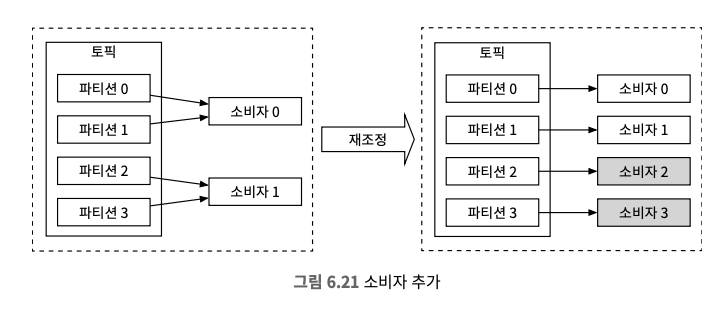 토픽
파티션 0
파티션 1
파티션 2
파티션 3
소비자 0
소비자 1
재조정
토픽
파티션 0
파티션 1
파티션 2
파티션 3
소비자 0
소비자 1
소비자 2
소비자 3
그림 6.21 소비자 추가